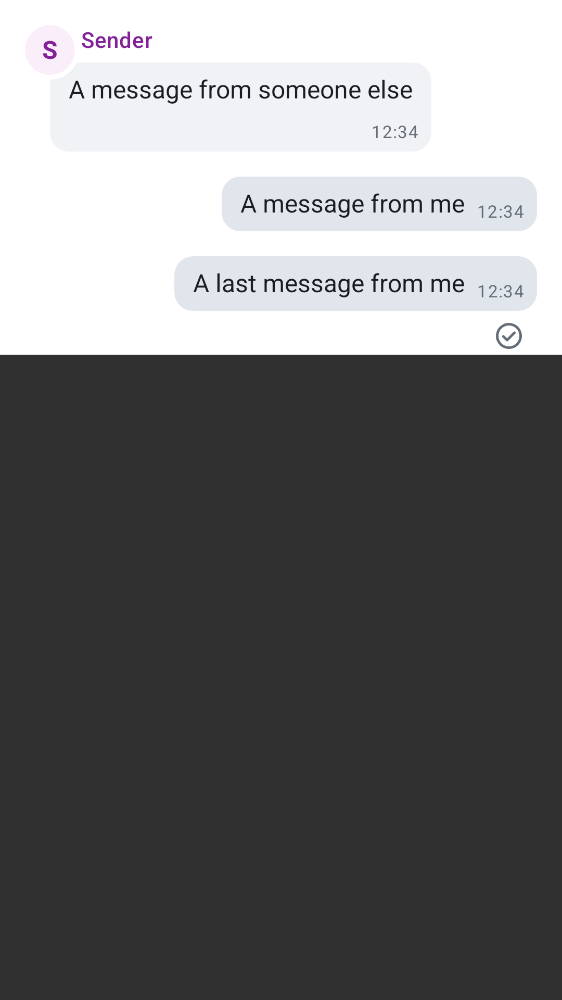 S
Sender
A message from someone else
12:34
A message from me 12:34
A last message from me 12:34